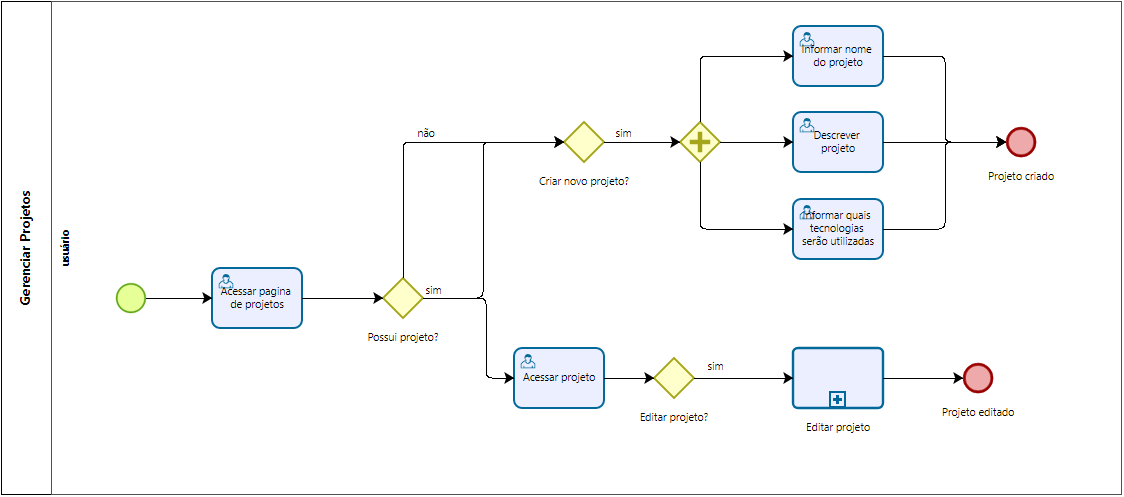 Gerenciar Projetos
usuário
Acessar pagina
de projetos
Possui projeto?
não
sim
Criar novo projeto?
sim
Informar nome
do projeto
Descrever
projeto
Informar quais
tecnologias
serão utilizadas
Projeto criado
Acessar projeto
Editar projeto?
sim
Editar projeto
Projeto editado